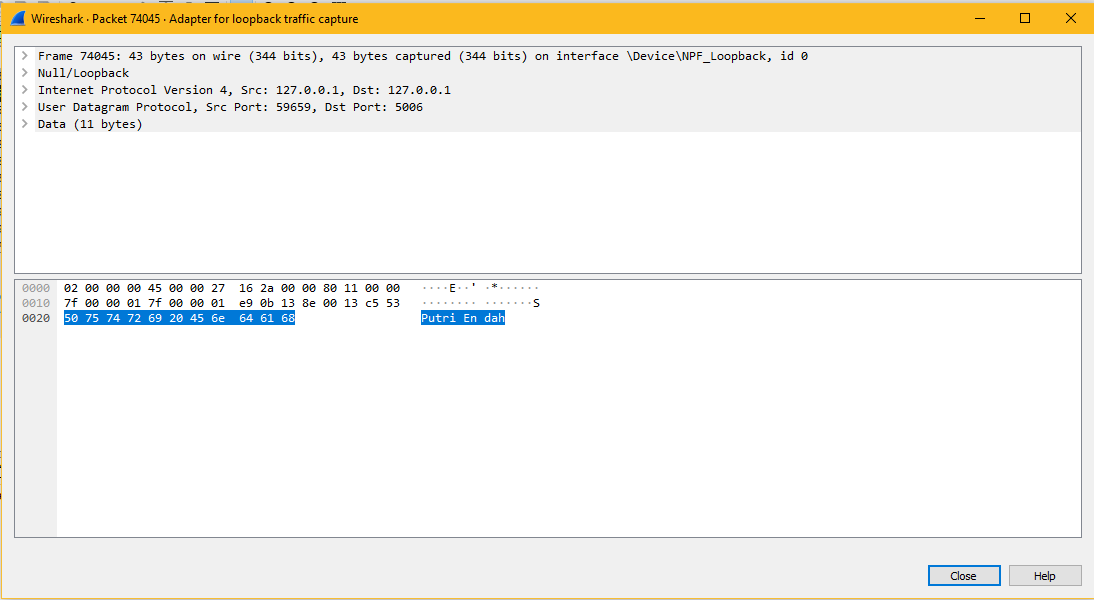 Wireshark · Packet 74045 · Adapter for loopback traffic capture
Frame 74045: 43 bytes on wire (344 bits), 43 bytes captured (344 bits) on interface \Device\NPF_Loopback, id 0
Null/Loopback
Internet Protocol Version 4, Src: 127.0.0.1, Dst: 127.0.0.1
User Datagram Protocol, Src Port: 59659, Dst Port: 5006
Data (11 bytes)
0000 02 00 00 00 45 00 00 27 16 2a 00 00 80 11 00 00 ····E··' ·*······
0010 7f 00 00 01 7f 00 00 01 e9 0b 13 8e 00 13 c5 53 ········ ·······S
0020 50 75 74 72 69 20 45 6e 64 61 68 Putri En dah
Close Help